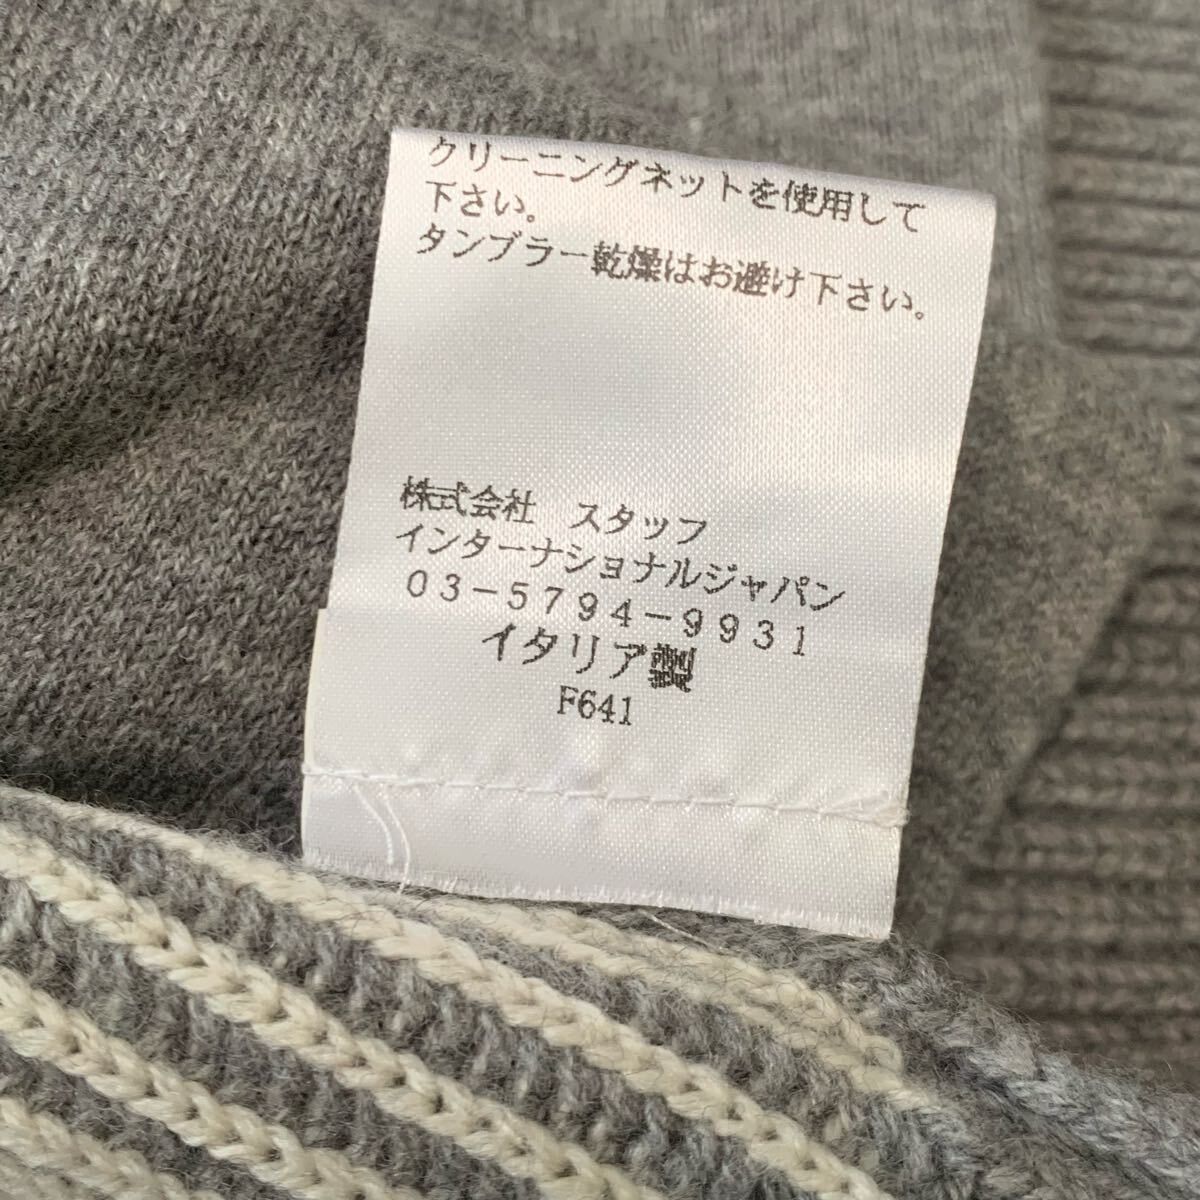 クリーニングネットを使用して
下さい。
タンブラー乾燥はお避け下さい。
株式会社　スタッフ
インターナショナルジャパン
０３－５７９４－９９３１
イタリア製
F641